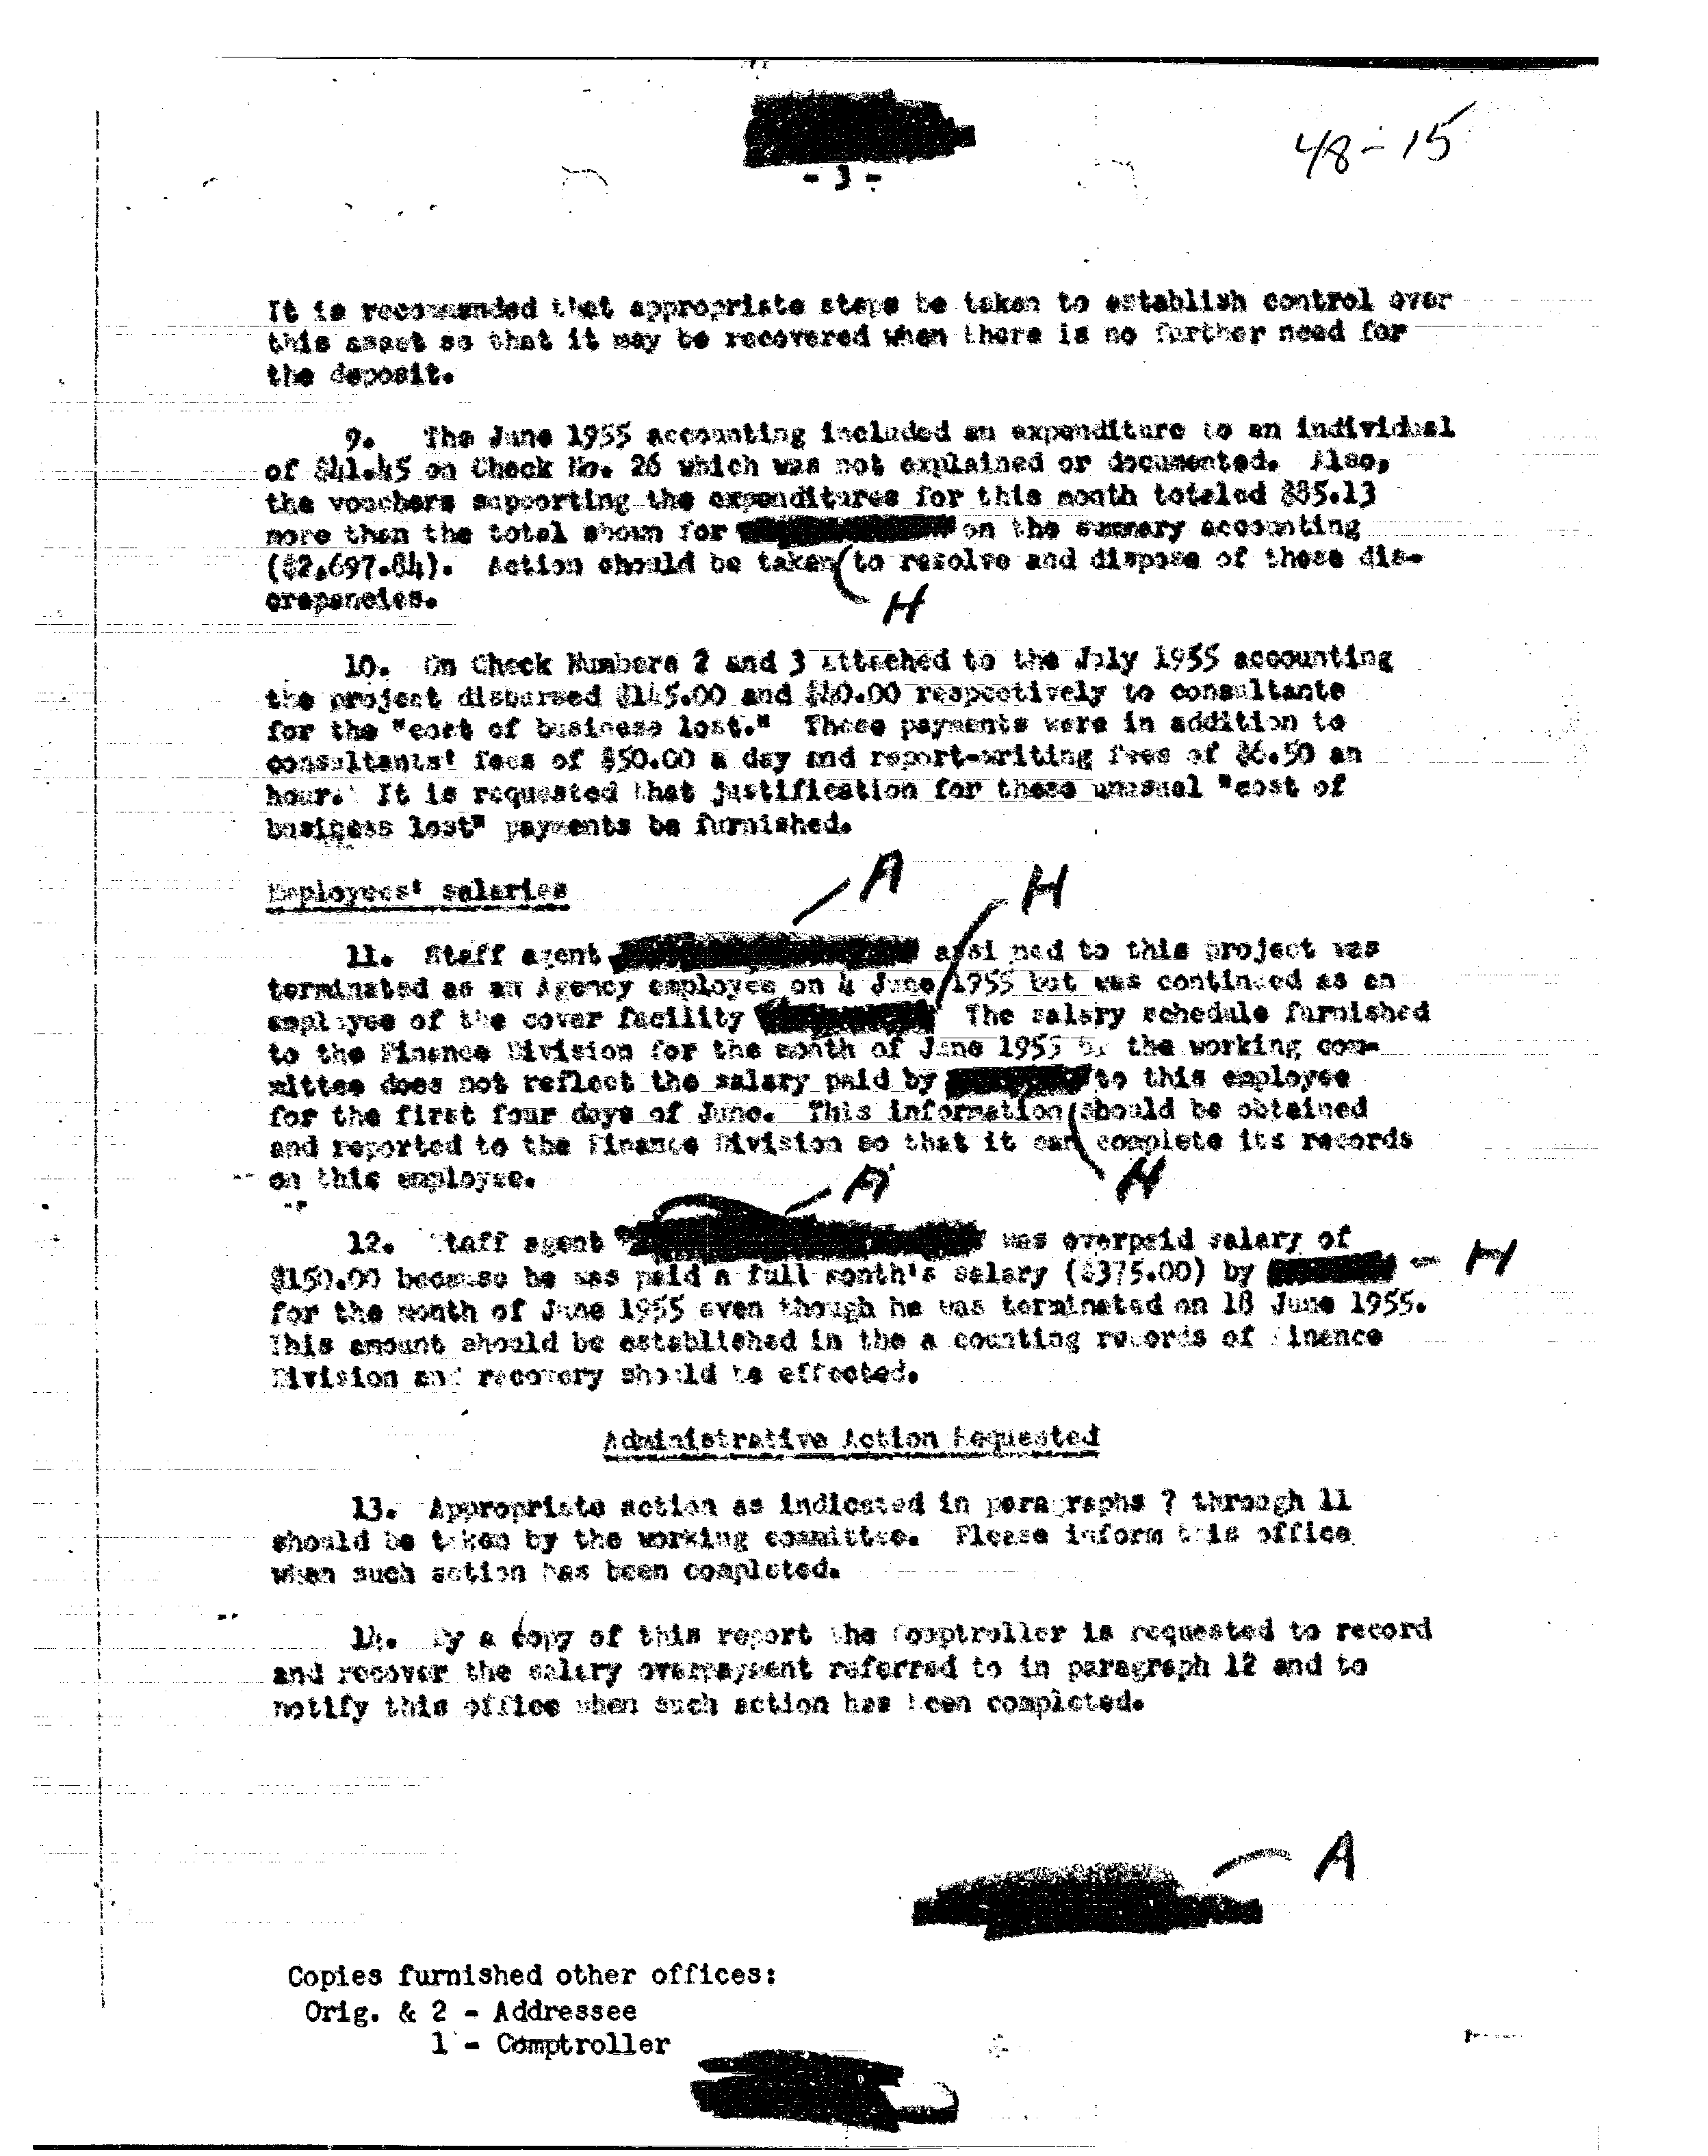 48-15
- 3 -
It is recommended that appropriate steps be taken to establish control over
this asset so that it may be recovered when there is no further need for
the deposit.
9. The June 1955 accounting included an expenditure to an individual
of $41.45 on Check No. 26 which was not explained or documented. Also,
the vouchers supporting the expenditures for this month totaled $85.13
more than the total shown for on the summary accounting
($2,697.84). Action should be taken to resolve and dispose of these dis-
crepancies.
H
10. On Check Numbers 2 and 3 attached to the July 1955 accounting
the project disbursed $145.00 and $40.00 respectively to consultants
for the "cost of business lost." These payments were in addition to
consultants' fees of $50.00 a day and report-writing fees of $6.50 an
hour. It is requested that justification for these unusual "cost of
business lost" payments be furnished.
A
H
Employees' salaries
11. Staff agent assigned to this project was
terminated as an Agency employee on 4 June 1955 but was continued as an
employee of the cover facility The salary schedule furnished
to the Finance Division for the month of June 1955 by the working com-
mittee does not reflect the salary paid by to this employee
for the first four days of June. This information should be obtained
and reported to the Finance Division so that it can complete its records
on this employee.
A
H
12. Staff agent was overpaid salary of
$150.00 because he was paid a full month's salary ($375.00) by - H
for the month of June 1955 even though he was terminated on 18 June 1955.
This amount should be established in the accounting records of Finance
Division and recovery should be effected.
Administrative Action Requested
13. Appropriate action as indicated in paragraphs 7 through 11
should be taken by the working committee. Please inform this office
when such action has been completed.
14. By a copy of this report the Comptroller is requested to record
and recover the salary overpayment referred to in paragraph 12 and to
notify this office when such action has been completed.
A
Copies furnished other offices:
Orig. & 2 - Addressee
1 - Comptroller